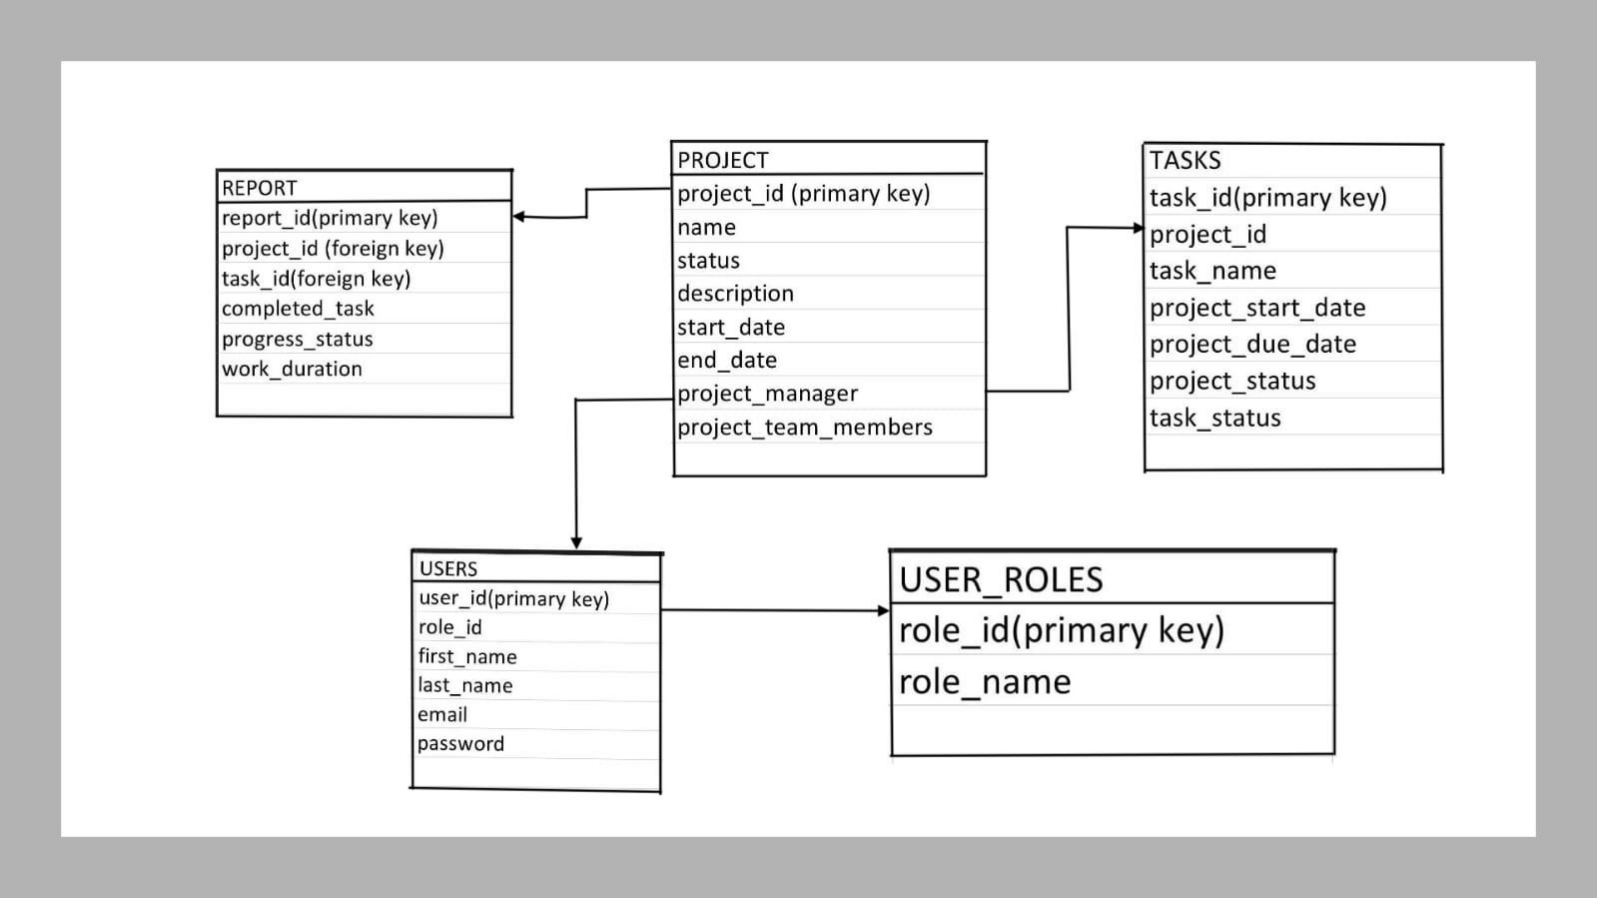 REPORT
report_id(primary key)
project_id (foreign key)
task_id(foreign key)
completed_task
progress_status
work_duration
PROJECT
project_id (primary key)
name
status
description
start_date
end_date
project_manager
project_team_members
TASKS
task_id(primary key)
project_id
task_name
project_start_date
project_due_date
project_status
task_status
USERS
user_id(primary key)
role_id
first_name
last_name
email
password
USER_ROLES
role_id(primary key)
role_name